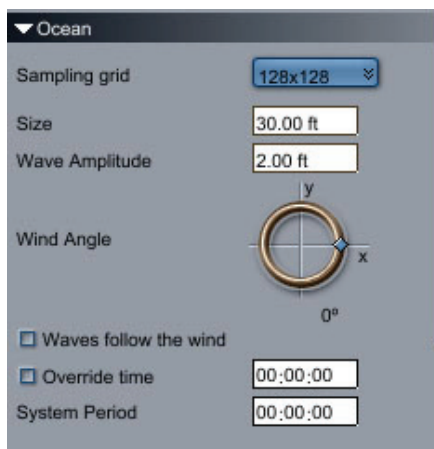 Ocean
Sampling grid 128x128
Size 30.00 ft
Wave Amplitude 2.00 ft
y
Wind Angle
x
0º
Waves follow the wind
Override time 00:00:00
System Period 00:00:00